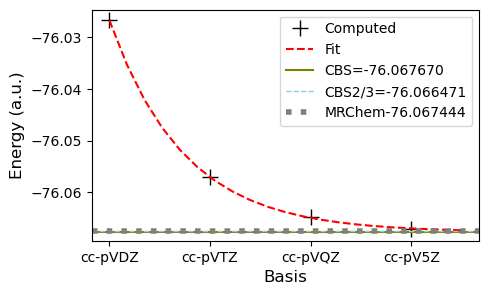 −76.03
−76.04
−76.05
−76.06
Energy (a.u.)
Computed
Fit
CBS=-76.067670
CBS2/3=-76.066471
MRChem-76.067444
cc-pVDZ cc-pVTZ cc-pVQZ cc-pV5Z
Basis